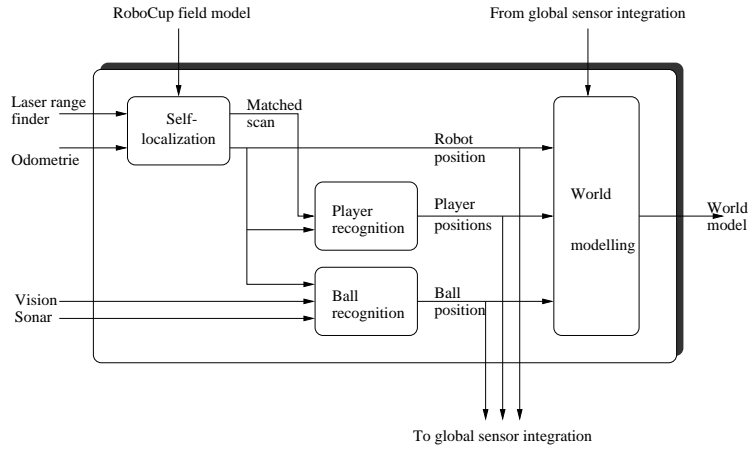 RoboCup field model
From global sensor integration
Laser range
finder
Odometrie
Self-
localization
Matched
scan
Robot
position
Player
recognition
Player
positions
World
modelling
World
model
Vision
Sonar
Ball
recognition
Ball
position
To global sensor integration